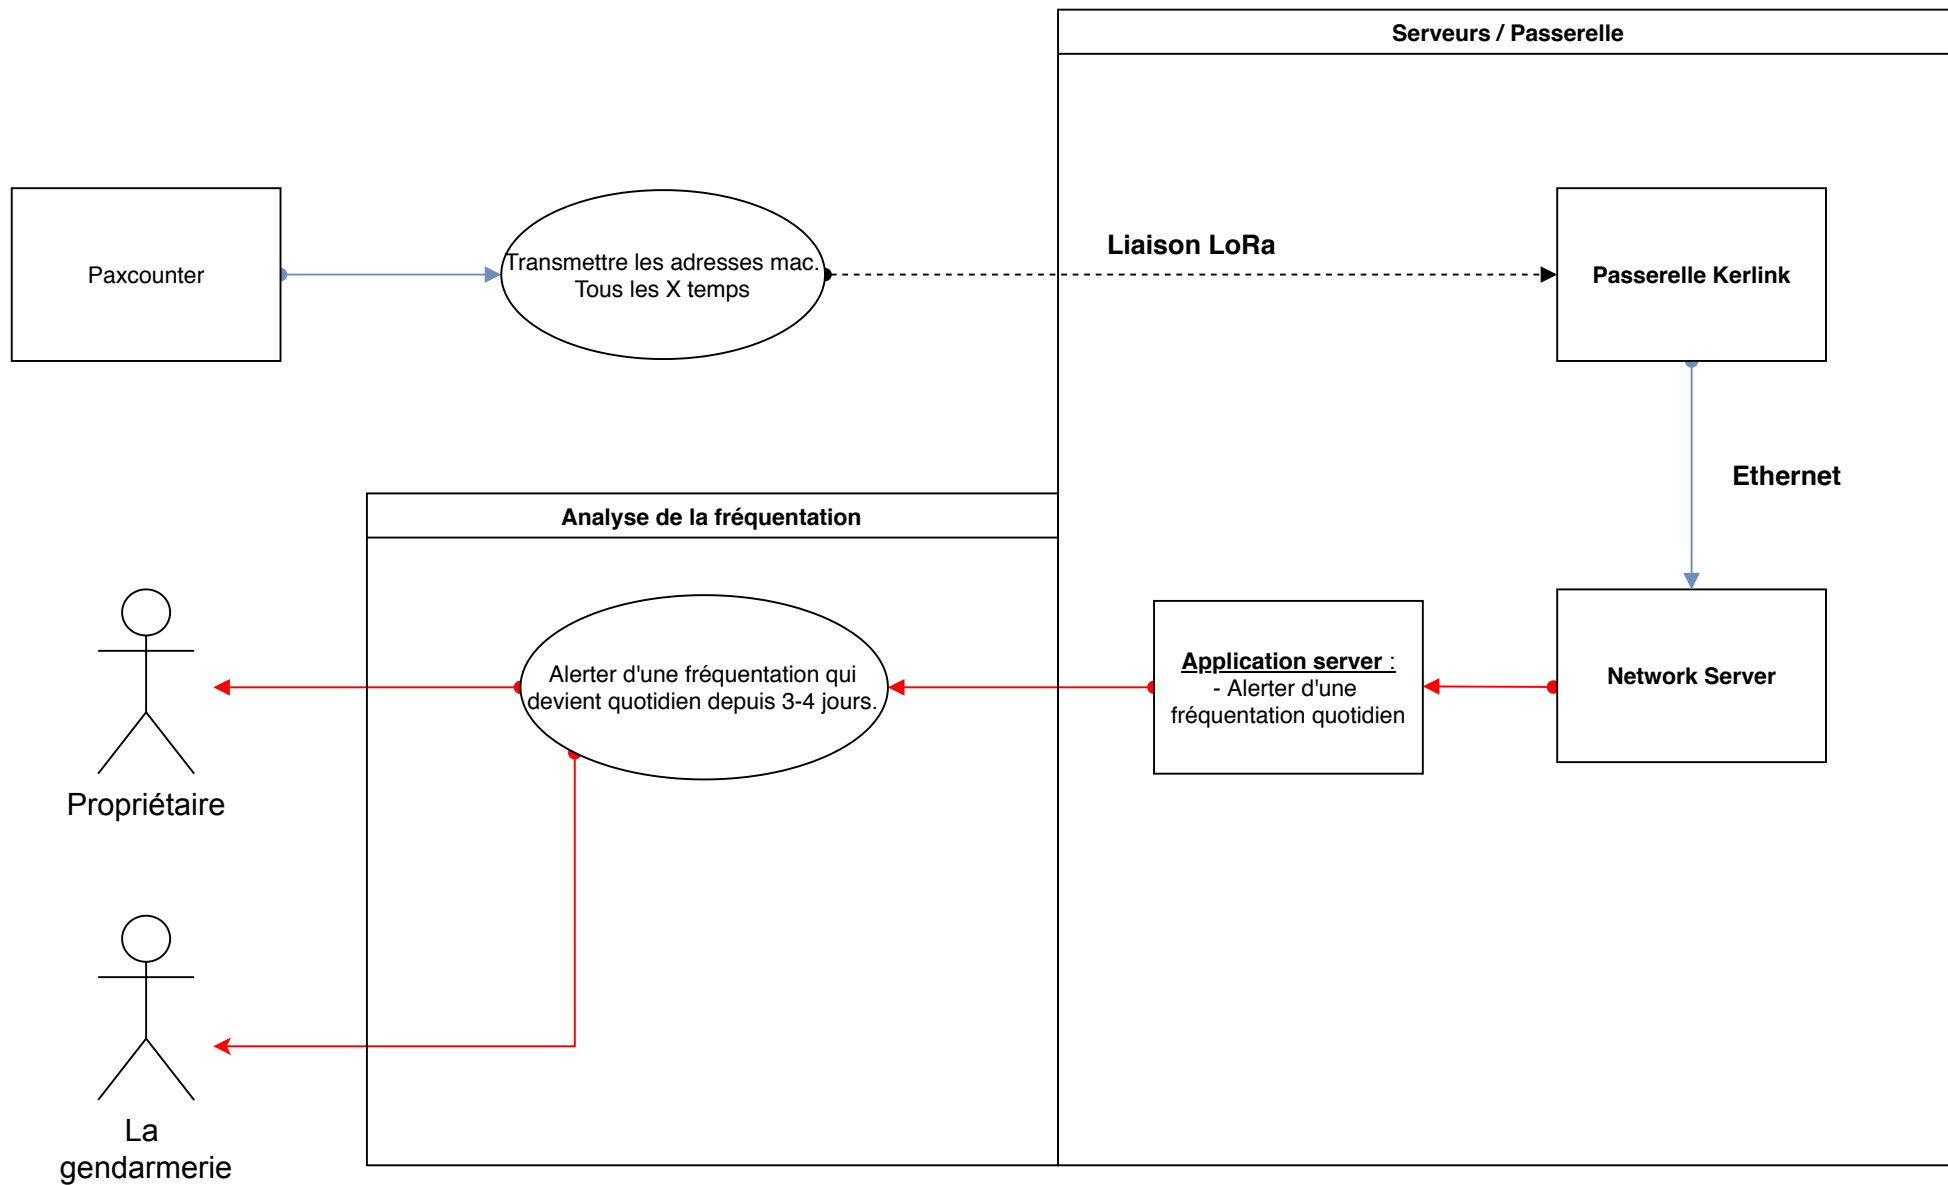 Serveurs / Passerelle
Paxcounter
Transmettre les adresses mac.
Tous les X temps
Liaison LoRa
Passerelle Kerlink
Ethernet
Analyse de la fréquentation
Alerter d'une fréquentation qui
devient quotidien depuis 3-4 jours.
Application server :
- Alerter d'une
fréquentation quotidien
Network Server
Propriétaire
La
gendarmerie